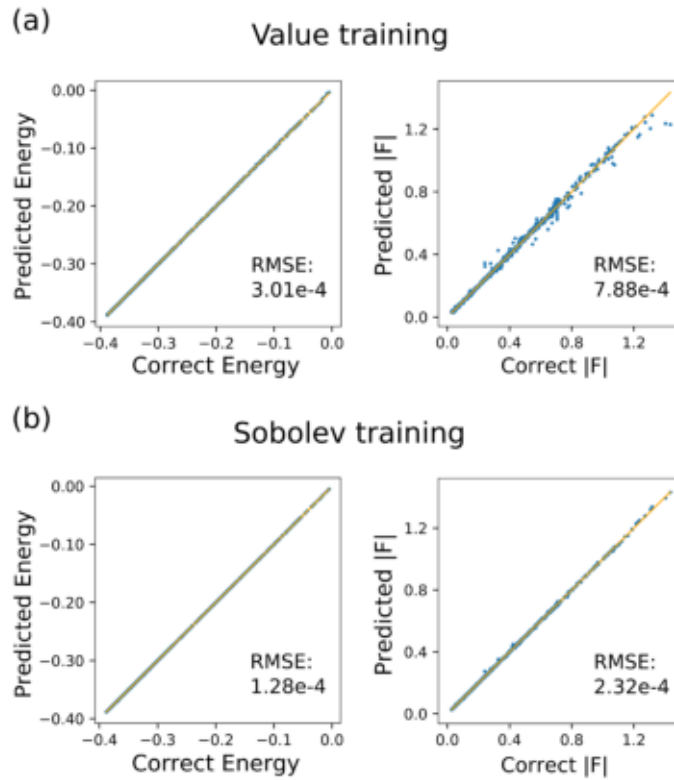 (a)
Value training
Predicted Energy
0.00
−0.10
−0.20
−0.30
−0.40
−0.4 −0.3 −0.2 −0.1 0.0
Correct Energy
RMSE:
3.01e-4
Predicted |F|
1.2
0.8
0.4
0.0
0.0 0.4 0.8 1.2
Correct |F|
RMSE:
7.88e-4
(b)
Sobolev training
Predicted Energy
0.00
−0.10
−0.20
−0.30
−0.40
−0.4 −0.3 −0.2 −0.1 0.0
Correct Energy
RMSE:
1.28e-4
Predicted |F|
1.2
0.8
0.4
0.0
0.0 0.4 0.8 1.2
Correct |F|
RMSE:
2.32e-4